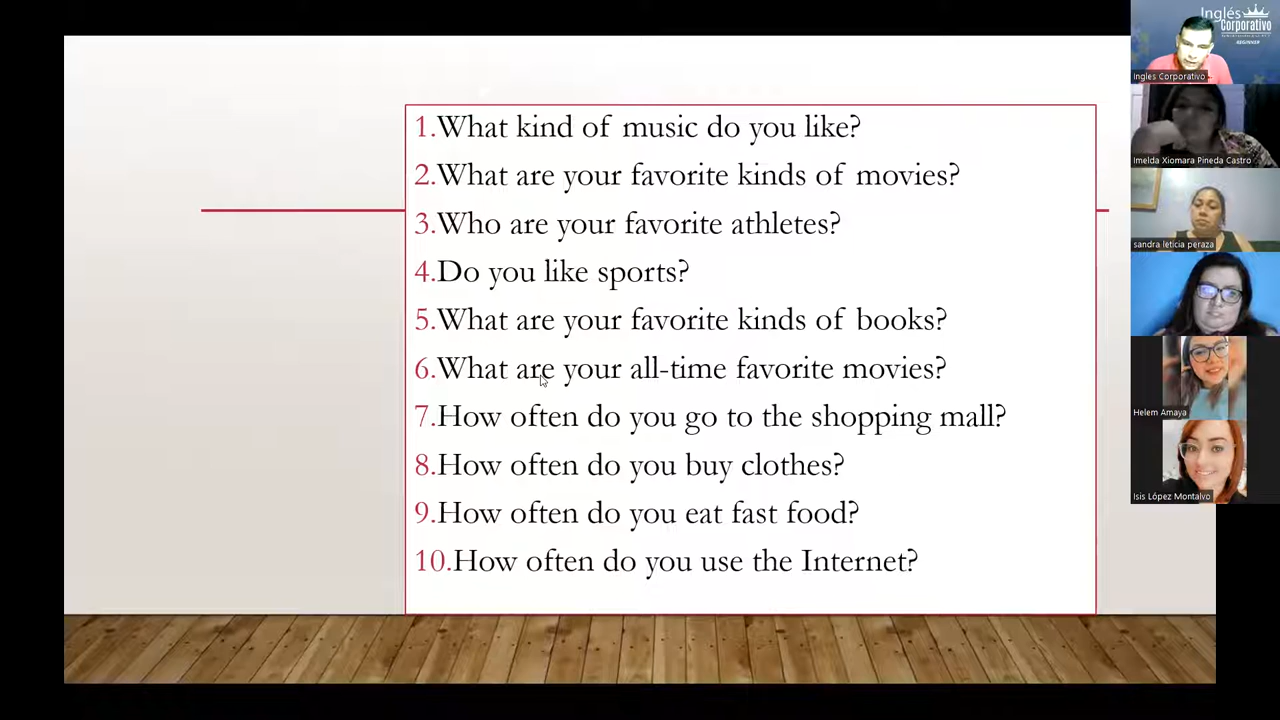 1.What kind of music do you like?
2.What are your favorite kinds of movies?
3.Who are your favorite athletes?
4.Do you like sports?
5.What are your favorite kinds of books?
6.What are your all-time favorite movies?
7.How often do you go to the shopping mall?
8.How often do you buy clothes?
9.How often do you eat fast food?
10.How often do you use the Internet?
Inglés
Corporativo
BEGINNER
Ingles Corporativo
Imelda Xiomara Pineda Castro
sandra leticia peraza
Helem Amaya
Isis López Montalvo